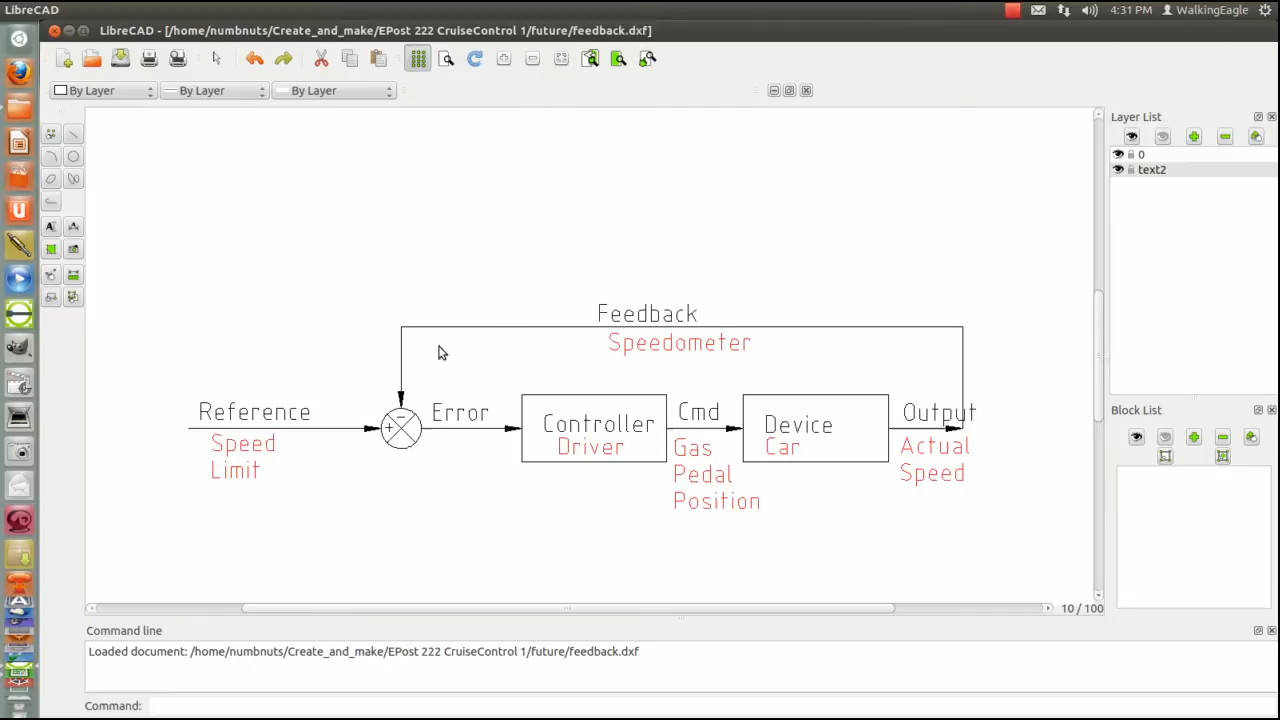 LibreCAD
4:31 PM
WalkingEagle
LibreCAD - [/home/numbnuts/Create_and_make/EPost 222 CruiseControl 1/future/feedback.dxf]
By Layer
By Layer
By Layer
Layer List
0
text2
Feedback
Speedometer
Reference
Speed
Limit
+
−
Error
Controller
Driver
Cmd
Gas
Pedal
Position
Device
Car
Output
Actual
Speed
Block List
10 / 100
Command line
Loaded document: /home/numbnuts/Create_and_make/EPost 222 CruiseControl 1/future/feedback.dxf
Command: